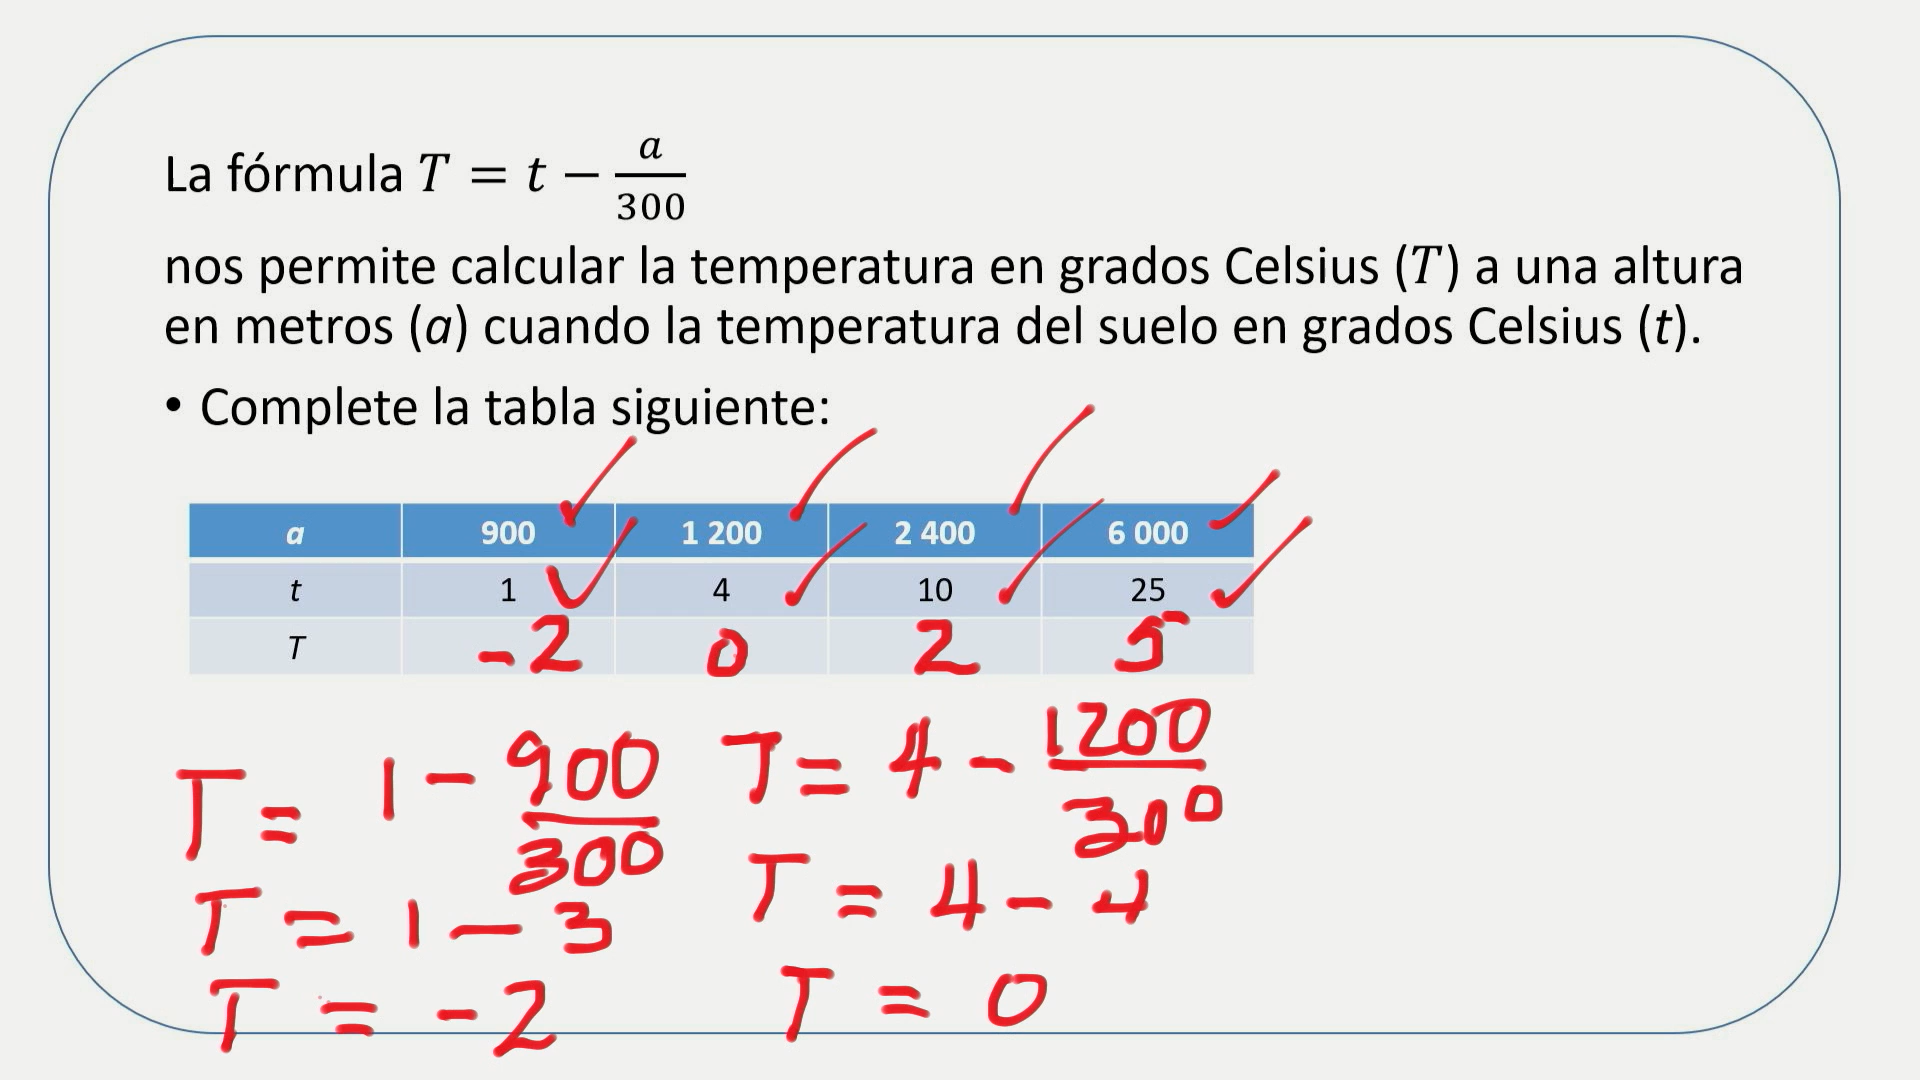 La fórmula T = t − a/300
nos permite calcular la temperatura en grados Celsius (T) a una altura
en metros (a) cuando la temperatura del suelo en grados Celsius (t).
• Complete la tabla siguiente:
a 900 1 200 2 400 6 000
t 1 4 10 25
T -2 0 2 5
T = 1 - 900/300
T = 1 - 3
T = -2
T = 4 - 1200/300
T = 4 - 4
T = 0